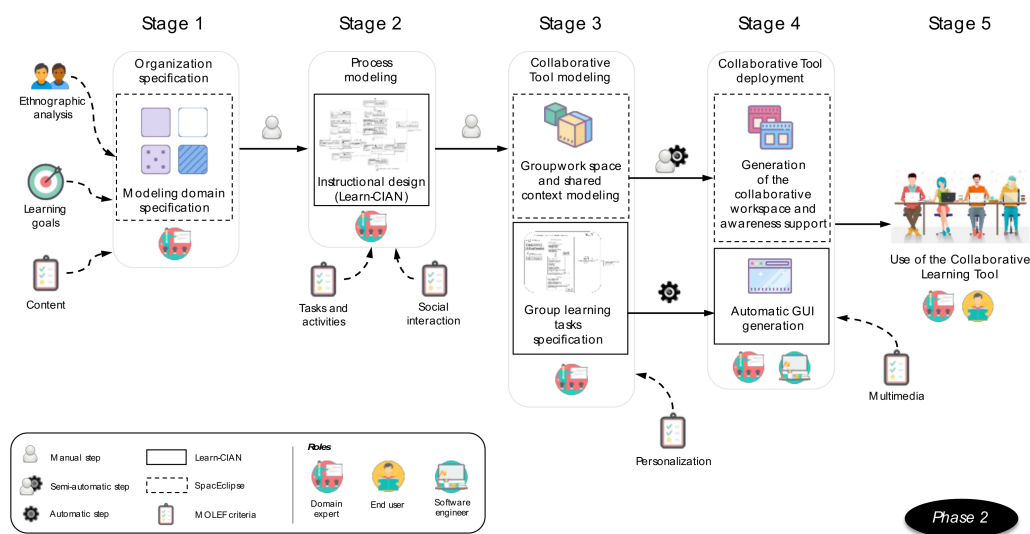 Stage 1
Stage 2
Stage 3
Stage 4
Stage 5
Organization
specification
Process
modeling
Collaborative
Tool modeling
Collaborative Tool
deployment
Ethnographic
analysis
Learning
goals
Content
Modeling domain
specification
Instructional design
(Learn-CIAN)
Tasks and
activities
Social
interaction
Groupwork space
and shared
context modeling
Group learning
tasks
specification
Personalization
Generation
of the
collaborative
workspace and
awareness support
Automatic GUI
generation
Multimedia
Use of the Collaborative
Learning Tool
Manual step
Semi-automatic step
Automatic step
Learn-CIAN
SpacEclipse
MOLEF criteria
Roles
Domain
expert
End user
Software
engineer
Phase 2